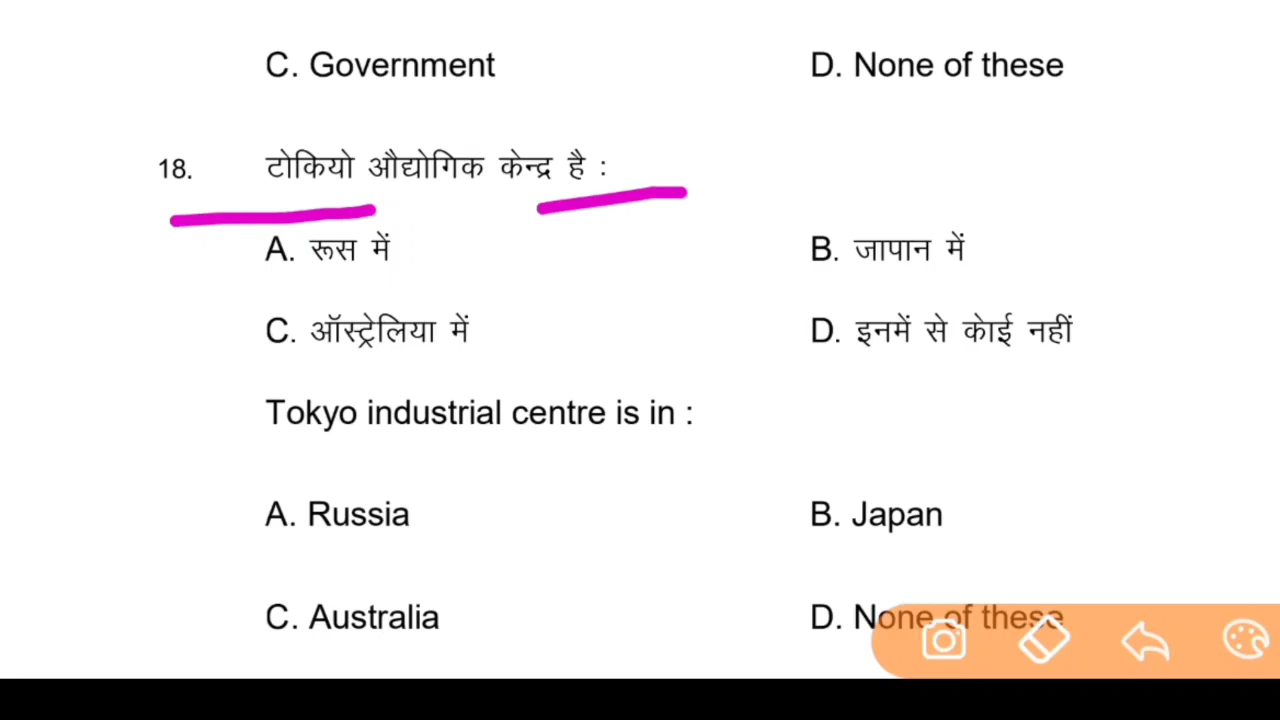 C. Government D. None of these
18. टोकियो औद्योगिक केन्द्र है :
A. रूस में B. जापान में
C. ऑस्ट्रेलिया में D. इनमें से केाई नहीं
Tokyo industrial centre is in :
A. Russia B. Japan
C. Australia D. None of these